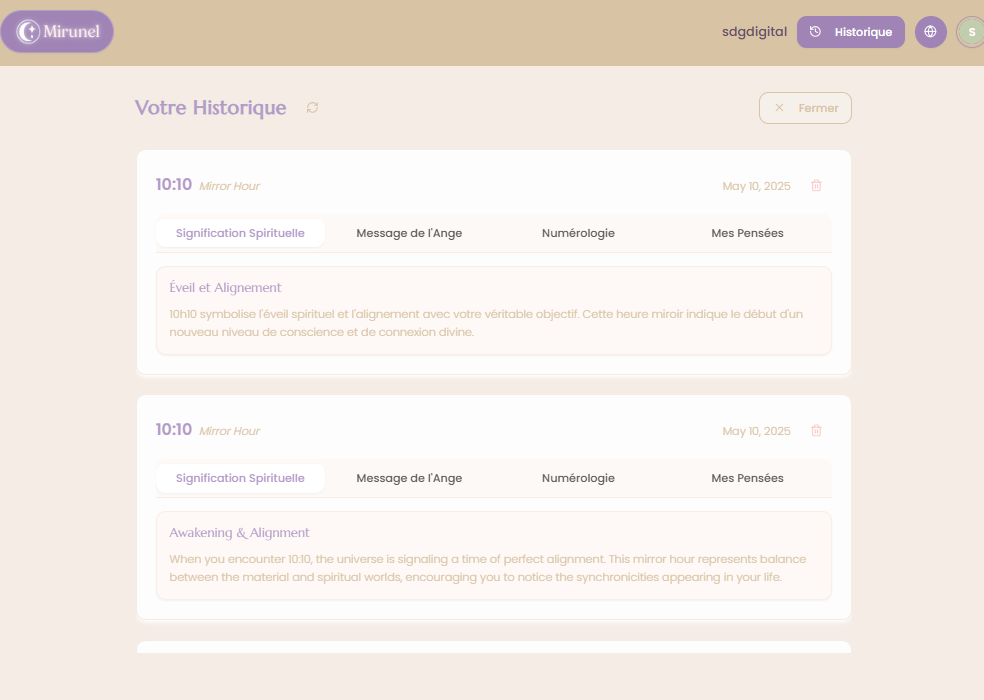 Mirunel
sdgdigital
Historique
S
Votre Historique
Fermer
10:10 Mirror Hour
May 10, 2025
Signification Spirituelle
Message de l'Ange
Numérologie
Mes Pensées
Éveil et Alignement
10h10 symbolise l'éveil spirituel et l'alignement avec votre véritable objectif. Cette heure miroir indique le début d'un
nouveau niveau de conscience et de connexion divine.
10:10 Mirror Hour
May 10, 2025
Signification Spirituelle
Message de l'Ange
Numérologie
Mes Pensées
Awakening & Alignment
When you encounter 10:10, the universe is signaling a time of perfect alignment. This mirror hour represents balance
between the material and spiritual worlds, encouraging you to notice the synchronicities appearing in your life.